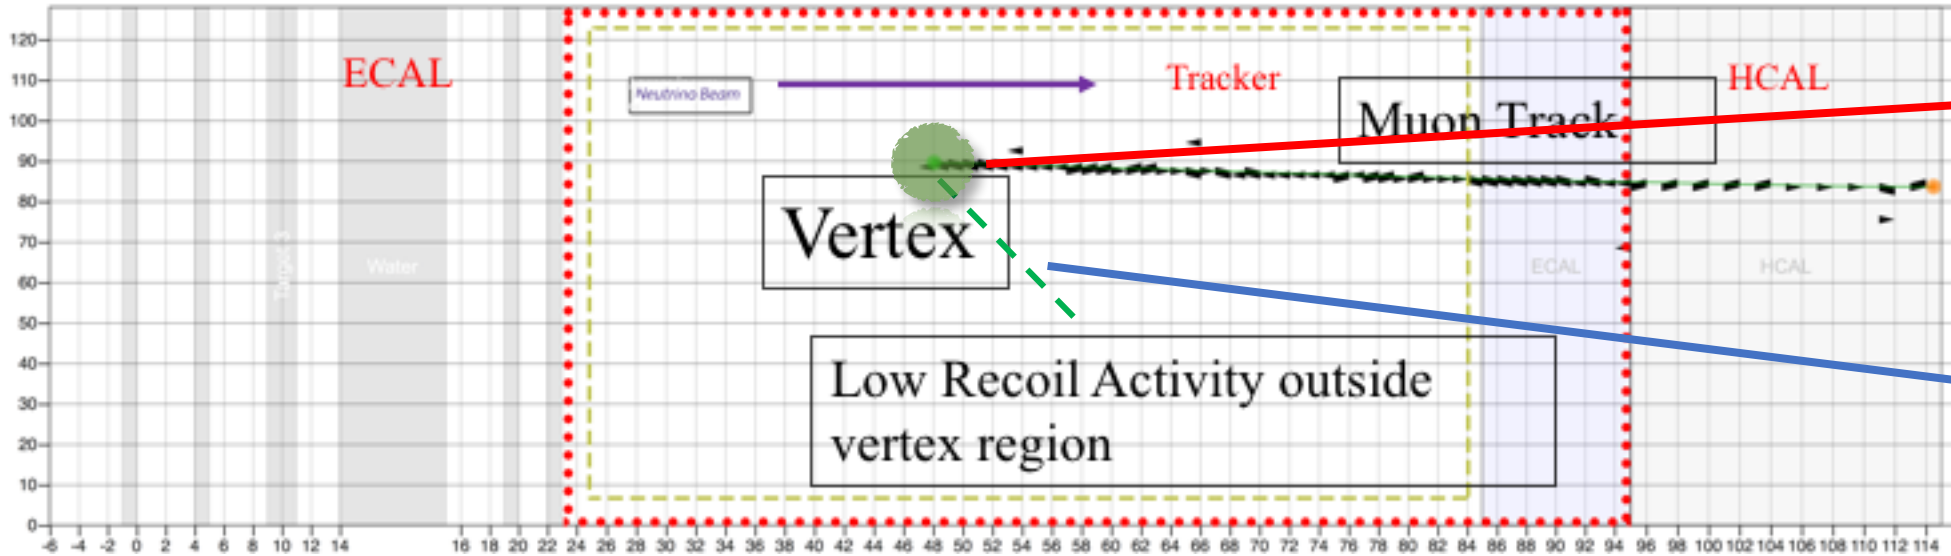 120
110
100
90
80
70
60
50
40
30
20
10
0
ECAL
Neutrino Beam
Tracker
HCAL
Muon Track
Vertex
Target 3
Water
ECAL
HCAL
Low Recoil Activity outside
vertex region
-6 -4 -2 0 2 4 6 8 10 12 14 16 18 20 22 24 26 28 30 32 34 36 38 40 42 44 46 48 50 52 54 56 58 60 62 64 66 68 70 72 74 76 78 80 82 84 86 88 90 92 94 96 98 100 102 104 106 108 110 112 114